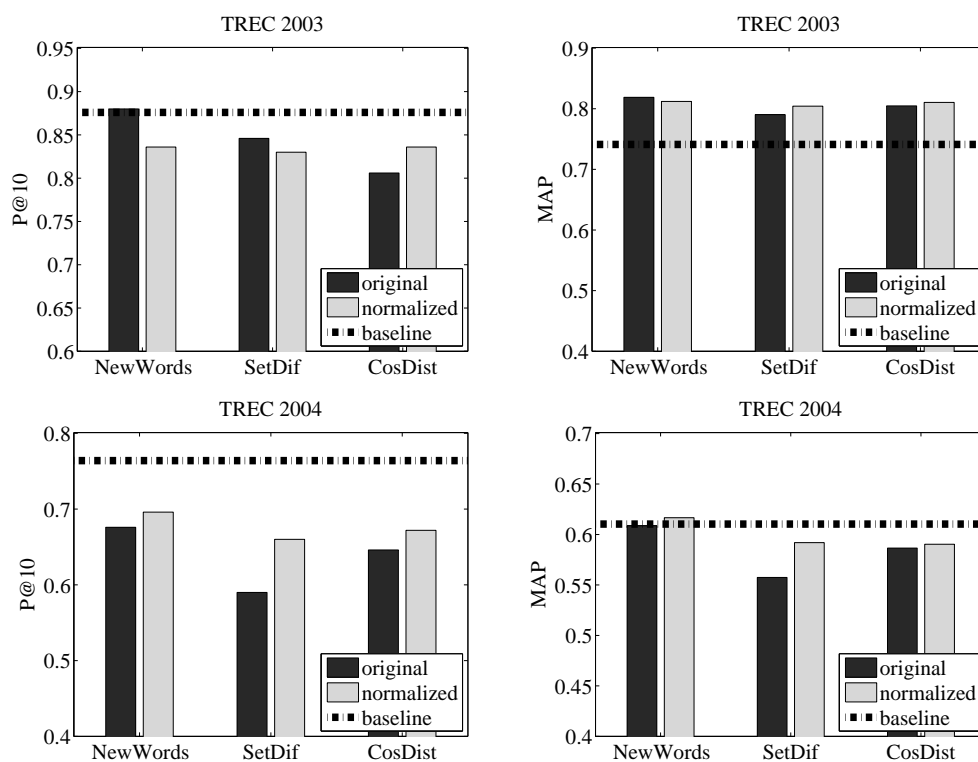 TREC 2003
0.95
0.9
0.85
0.8
0.75
0.7
0.65
0.6
P@10
NewWords SetDif CosDist
original
normalized
baseline
TREC 2003
0.9
0.8
0.7
0.6
0.5
0.4
MAP
NewWords SetDif CosDist
original
normalized
baseline
TREC 2004
0.8
0.7
0.6
0.5
0.4
P@10
NewWords SetDif CosDist
original
normalized
baseline
TREC 2004
0.7
0.65
0.6
0.55
0.5
0.45
0.4
MAP
NewWords SetDif CosDist
original
normalized
baseline